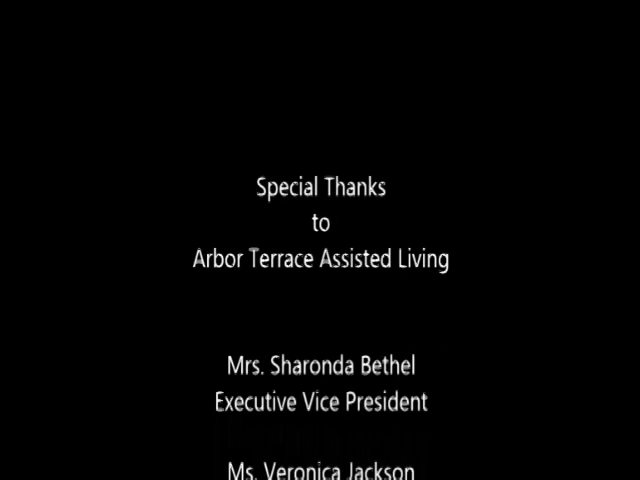 Special Thanks
to
Arbor Terrace Assisted Living
Mrs. Sharonda Bethel
Executive Vice President
Ms. Veronica Jackson